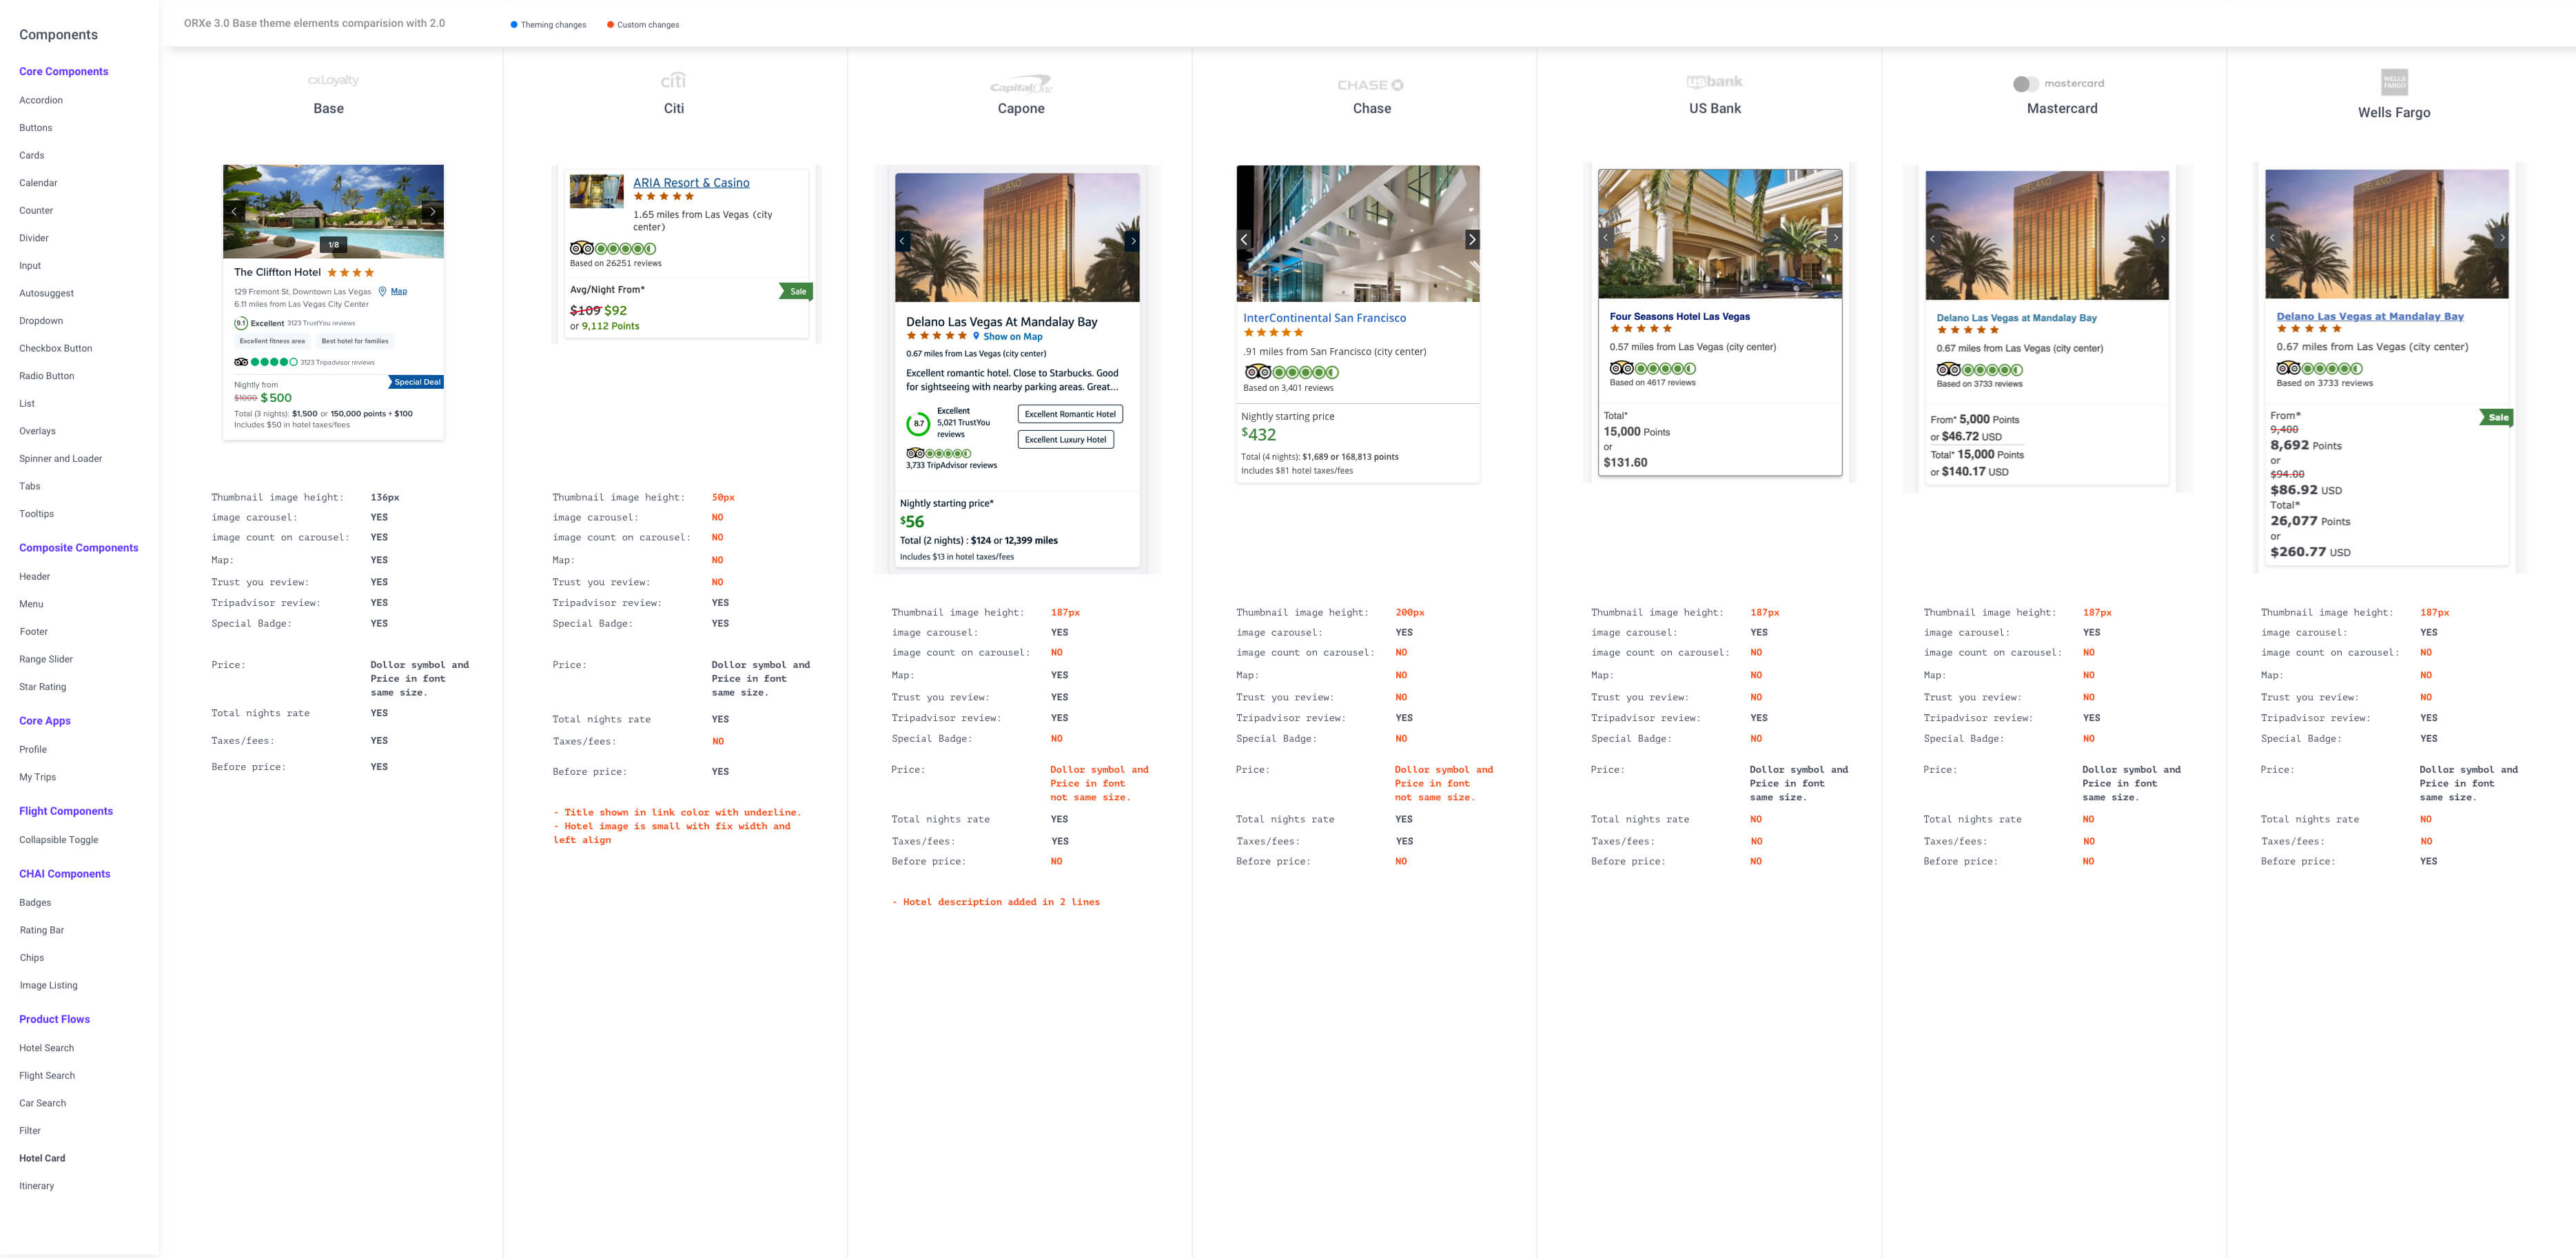 ORXe 3.0 Base theme elements comparision with 2.0
Theming changes
Custom changes
Components
Core Components
Accordion
Buttons
Cards
Calendar
Counter
Divider
Input
Autosuggest
Dropdown
Checkbox Button
Radio Button
List
Overlays
Spinner and Loader
Tabs
Tooltips
Composite Components
Header
Menu
Footer
Range Slider
Star Rating
Core Apps
Profile
My Trips
Flight Components
Collapsible Toggle
CHAI Components
Badges
Rating Bar
Chips
Image Listing
Product Flows
Hotel Search
Flight Search
Car Search
Filter
Hotel Card
Itinerary
cxLoyalty
Base
1/8
The Cliffton Hotel
129 Fremont St, Downtown Las Vegas Map
6.11 miles from Las Vegas City Center
9.1 Excellent 3123 TrustYou reviews
Excellent fitness area Best hotel for families
3123 Tripadvisor reviews
Special Deal
Nightly from
$1000 $500
Total (3 nights): $1,500 or 150,000 points + $100
Includes $50 in hotel taxes/fees
Thumbnail image height: 136px
image carousel: YES
image count on carousel: YES
Map: YES
Trust you review: YES
Tripadvisor review: YES
Special Badge: YES
Price: Dollor symbol and
Price in font
same size.
Total nights rate YES
Taxes/fees: YES
Before price: YES
citi
Citi
ARIA Resort & Casino
1.65 miles from Las Vegas (city
center)
Based on 26251 reviews
Avg/Night From*
Sale
$109 $92
or 9,112 Points
Thumbnail image height: 50px
image carousel: NO
image count on carousel: NO
Map: NO
Trust you review: NO
Tripadvisor review: YES
Special Badge: YES
Price: Dollor symbol and
Price in font
same size.
Total nights rate YES
Taxes/fees: NO
Before price: YES
- Title shown in link color with underline.
- Hotel image is small with fix width and
left align
Capital One
Capone
DELANO
Delano Las Vegas At Mandalay Bay
Show on Map
0.67 miles from Las Vegas (city center)
Excellent romantic hotel. Close to Starbucks. Good
for sightseeing with nearby parking areas. Great...
8.7
Excellent
5,021 TrustYou
reviews
Excellent Romantic Hotel
Excellent Luxury Hotel
3,733 TripAdvisor reviews
Nightly starting price*
$56
Total (2 nights) : $124 or 12,399 miles
Includes $13 in hotel taxes/fees
Thumbnail image height: 187px
image carousel: YES
image count on carousel: NO
Map: YES
Trust you review: YES
Tripadvisor review: YES
Special Badge: NO
Price: Dollor symbol and
Price in font
not same size.
Total nights rate YES
Taxes/fees: YES
Before price: NO
- Hotel description added in 2 lines
CHASE
Chase
InterContinental San Francisco
.91 miles from San Francisco (city center)
Based on 3,401 reviews
Nightly starting price
$432
Total (4 nights): $1,689 or 168,813 points
Includes $81 hotel taxes/fees
Thumbnail image height: 200px
image carousel: YES
image count on carousel: NO
Map: NO
Trust you review: NO
Tripadvisor review: YES
Special Badge: NO
Price: Dollor symbol and
Price in font
not same size.
Total nights rate YES
Taxes/fees: YES
Before price: NO
usbank
US Bank
Four Seasons Hotel Las Vegas
0.57 miles from Las Vegas (city center)
Based on 4617 reviews
Total*
15,000 Points
or
$131.60
Thumbnail image height: 187px
image carousel: YES
image count on carousel: NO
Map: NO
Trust you review: NO
Tripadvisor review: YES
Special Badge: NO
Price: Dollor symbol and
Price in font
same size.
Total nights rate NO
Taxes/fees: NO
Before price: NO
mastercard
Mastercard
DELANO
Delano Las Vegas at Mandalay Bay
0.67 miles from Las Vegas (city center)
Based on 3733 reviews
From* 5,000 Points
or $46.72 USD
Total* 15,000 Points
or $140.17 USD
Thumbnail image height: 187px
image carousel: YES
image count on carousel: NO
Map: NO
Trust you review: NO
Tripadvisor review: YES
Special Badge: NO
Price: Dollor symbol and
Price in font
same size.
Total nights rate NO
Taxes/fees: NO
Before price: NO
WELLS
FARGO
Wells Fargo
DELANO
Delano Las Vegas at Mandalay Bay
0.67 miles from Las Vegas (city center)
Based on 3733 reviews
From*
Sale
9,400
8,692 Points
or
$94.00
$86.92 USD
Total*
26,077 Points
or
$260.77 USD
Thumbnail image height: 187px
image carousel: YES
image count on carousel: NO
Map: NO
Trust you review: NO
Tripadvisor review: YES
Special Badge: YES
Price: Dollor symbol and
Price in font
same size.
Total nights rate NO
Taxes/fees: NO
Before price: YES